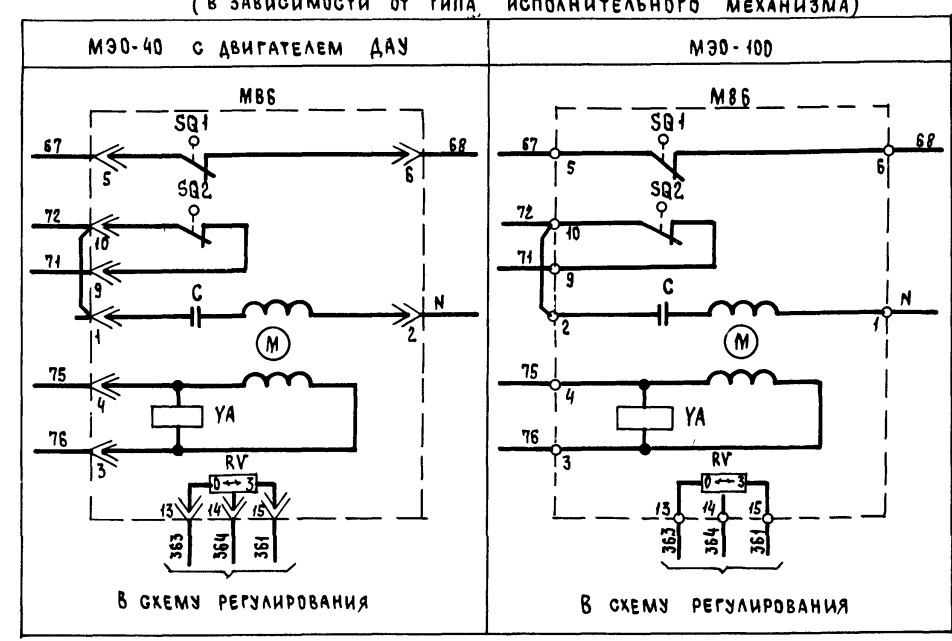 (В ЗАВИСИМОСТИ ОТ ТИПА ИСПОЛНИТЕЛЬНОГО МЕХАНИЗМА)
МЭО-40 С ДВИГАТЕЛЕМ ДАУ
МЭО-100
МВ6
SQ1
67
5
6
68
SQ2
72
10
71
9
C
N
1
2
M
75
4
YA
76
3
RV
0 ↔ 3
13
14
15
363
364
361
В СХЕМУ РЕГУЛИРОВАНИЯ
М86
SQ1
67
5
6
68
SQ2
72
10
71
9
C
N
2
1
M
75
4
YA
76
3
RV
0 ↔ 3
13
14
15
363
364
361
В СХЕМУ РЕГУЛИРОВАНИЯ